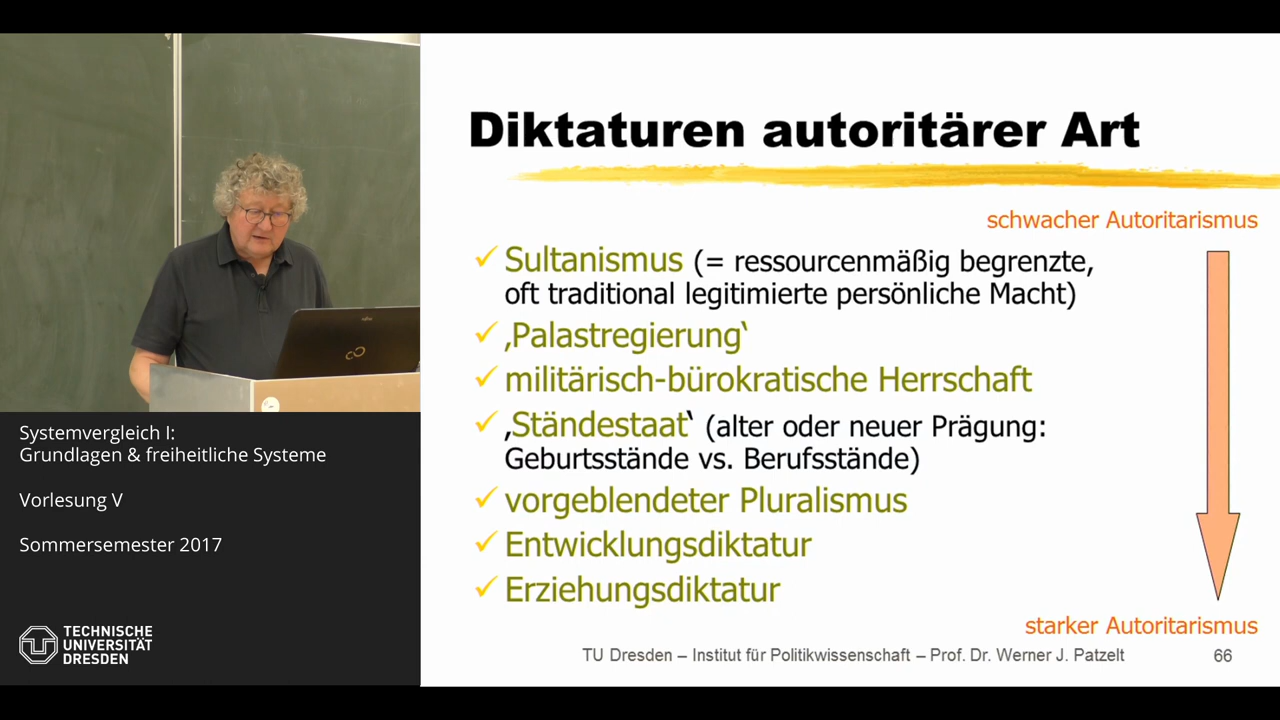 Diktaturen autoritärer Art
schwacher Autoritarismus
✓ Sultanismus (= ressourcenmäßig begrenzte,
oft traditional legitimierte persönliche Macht)
✓ ‚Palastregierung‘
✓ militärisch-bürokratische Herrschaft
✓ ‚Ständestaat‘ (alter oder neuer Prägung:
Geburtsstände vs. Berufsstände)
✓ vorgeblendeter Pluralismus
✓ Entwicklungsdiktatur
✓ Erziehungsdiktatur
starker Autoritarismus
TU Dresden – Institut für Politikwissenschaft – Prof. Dr. Werner J. Patzelt 66
Systemvergleich I:
Grundlagen & freiheitliche Systeme
Vorlesung V
Sommersemester 2017
TECHNISCHE
UNIVERSITÄT
DRESDEN